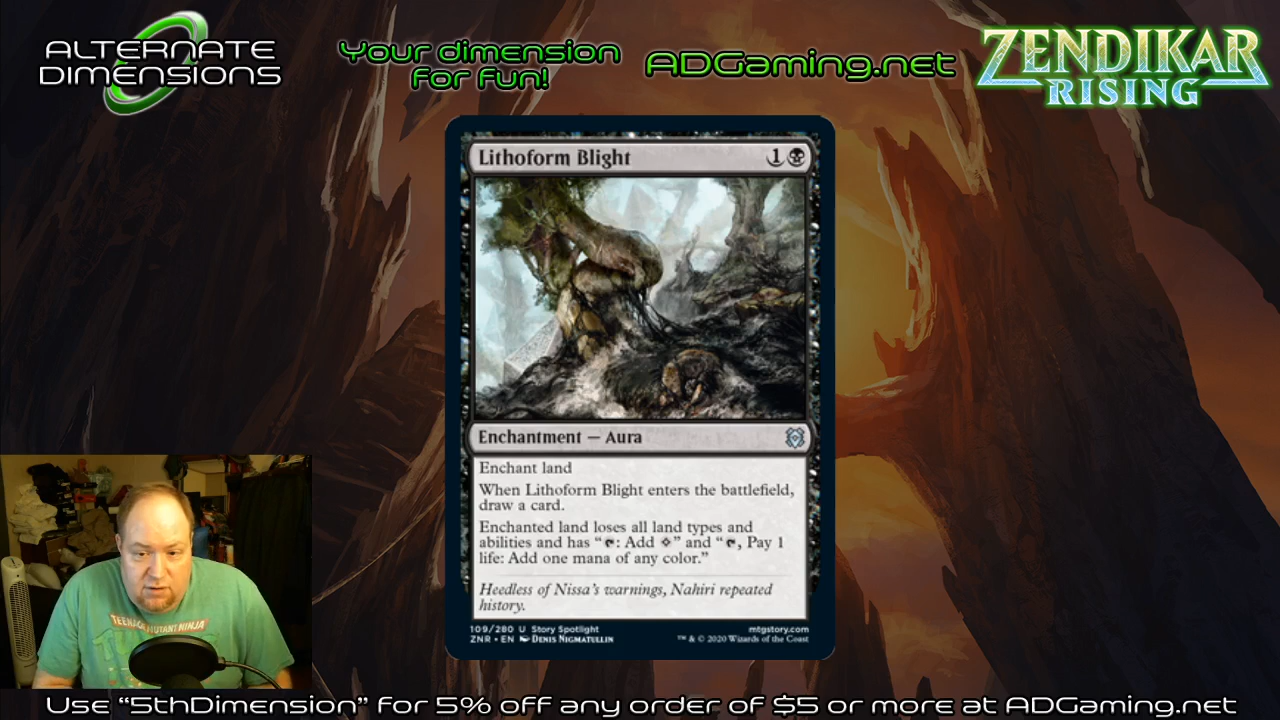 ALTERNATE
DIMENSIONS
Your dimension
for fun!
ADGaming.net
ZENDIKAR
RISING
Lithoform Blight 1
Enchantment — Aura
Enchant land
When Lithoform Blight enters the battlefield,
draw a card.
Enchanted land loses all land types and
abilities and has “: Add ” and “, Pay 1
life: Add one mana of any color.”
Heedless of Nissa's warnings, Nahiri repeated
history.
109/280 U Story Spotlight
ZNR • EN DENIS NIGMATULLIN
mtgstory.com
™ & © 2020 Wizards of the Coast
TEENAGE MUTANT NINJA
Use “5thDimension” for 5% off any order of $5 or more at ADGaming.net